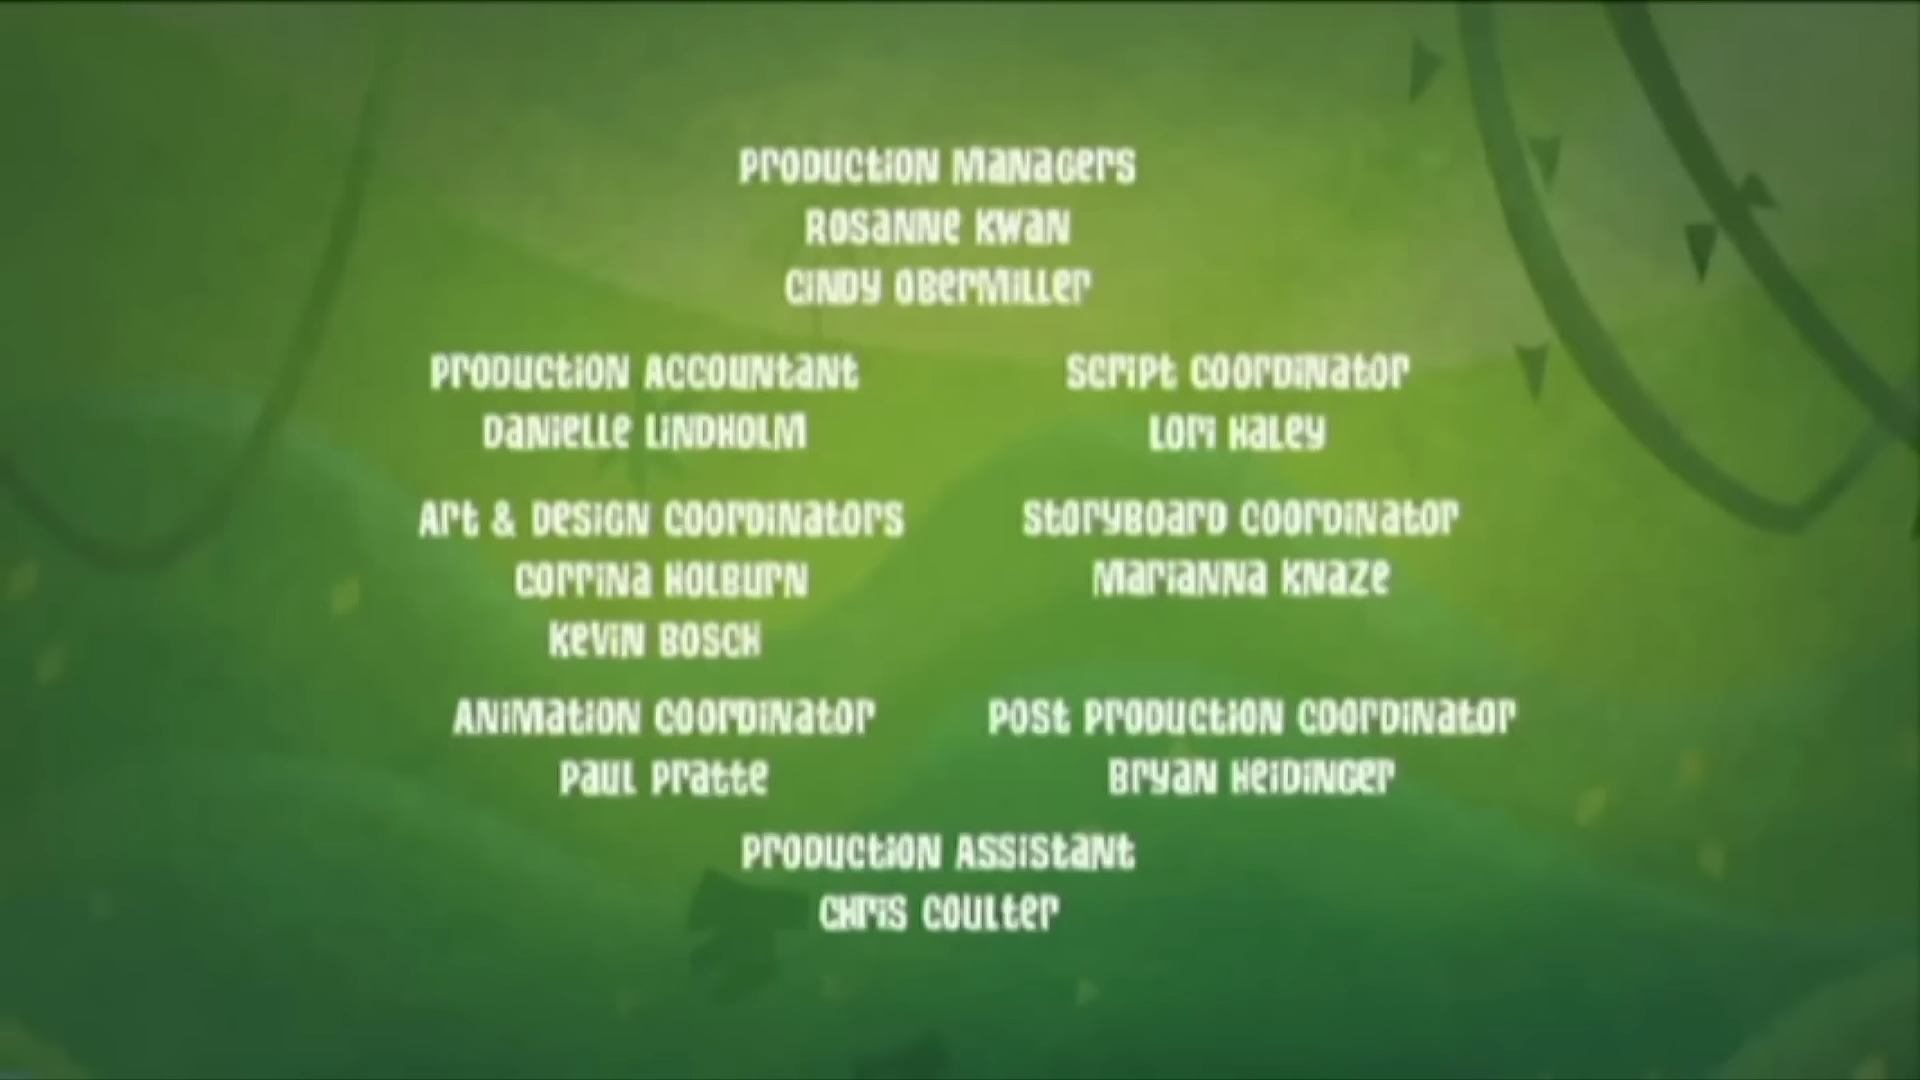 Production Managers
Rosanne Kwan
Cindy Obermiller
Production Accountant
Danielle Lindholm
Script Coordinator
Lori Haley
Art & Design Coordinators
Corrina Holburn
Kevin Bosch
Storyboard Coordinator
Marianna Knaze
Animation Coordinator
Paul Pratte
Post Production Coordinator
Bryan Heidinger
Production Assistant
Chris Coulter